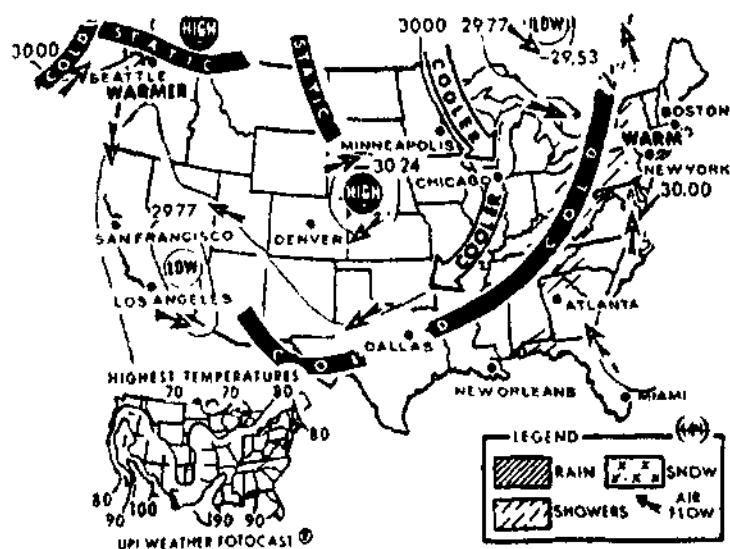 HIGH
3000
29.77
LOW
29.53
3000
COLD
STATIC
SEATTLE
WARMER
STATIC
COOLER
MINNEAPOLIS
BOSTON
WARM
NEW YORK
30.00
30.24
HIGH
CHICAGO
COOLER
COLD
2977
SAN FRANCISCO
DENVER
LOW
LOS ANGELES
ATLANTA
DALLAS
NEW ORLEANS
MIAMI
HIGHEST TEMPERATURES
70
70
80
80
80
90
100
90
90
UPI WEATHER FOTOCAST ®
LEGEND
RAIN
SNOW
SHOWERS
AIR FLOW